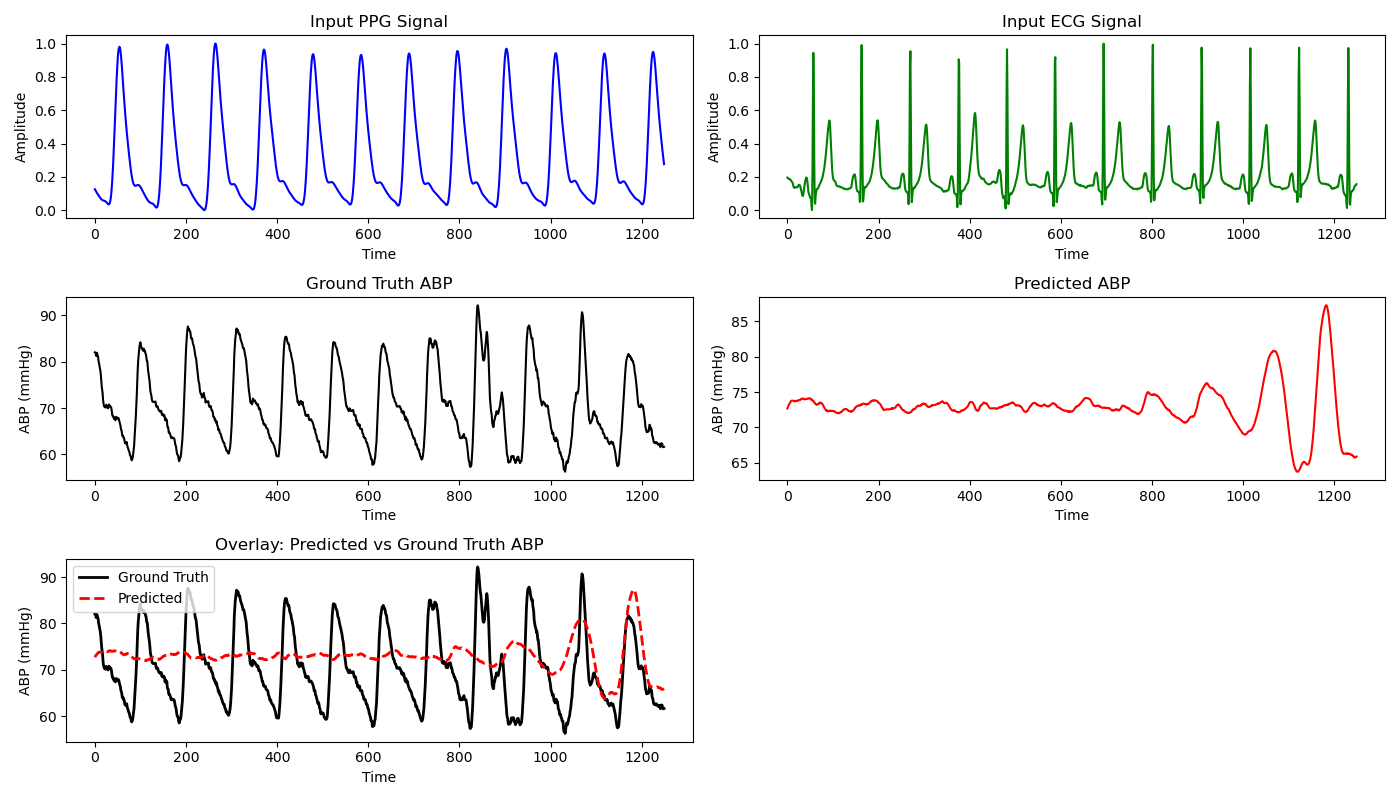 Input PPG Signal
Amplitude
1.0
0.8
0.6
0.4
0.2
0.0
0 200 400 600 800 1000 1200
Time
Input ECG Signal
Amplitude
1.0
0.8
0.6
0.4
0.2
0.0
0 200 400 600 800 1000 1200
Time
Ground Truth ABP
ABP (mmHg)
90
80
70
60
0 200 400 600 800 1000 1200
Time
Predicted ABP
ABP (mmHg)
85
80
75
70
65
0 200 400 600 800 1000 1200
Time
Overlay: Predicted vs Ground Truth ABP
ABP (mmHg)
90
80
70
60
Ground Truth
Predicted
0 200 400 600 800 1000 1200
Time